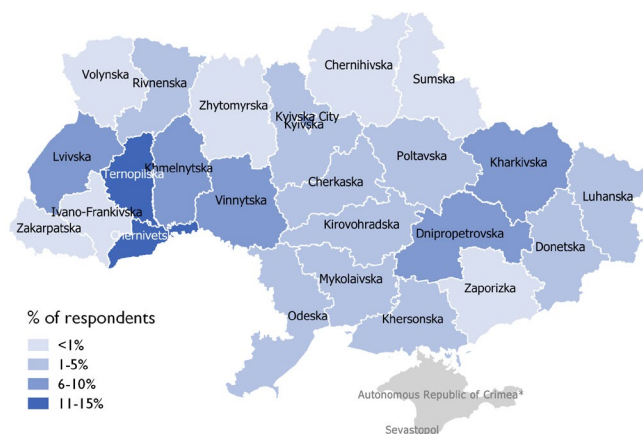 Volynska
Rivnenska
Zhytomyrska
Chernihivska
Sumska
Kyivska City
Kyivska
Lvivska
Ternopilska
Khmelnytska
Vinnytska
Cherkaska
Poltavska
Kharkivska
Luhanska
Ivano-Frankivska
Zakarpatska
Chernivetska
Kirovohradska
Dnipropetrovska
Donetska
Mykolaivska
Zaporizka
Odeska
Khersonska
% of respondents
<1%
1-5%
6-10%
11-15%
Autonomous Republic of Crimea*
Sevastopol